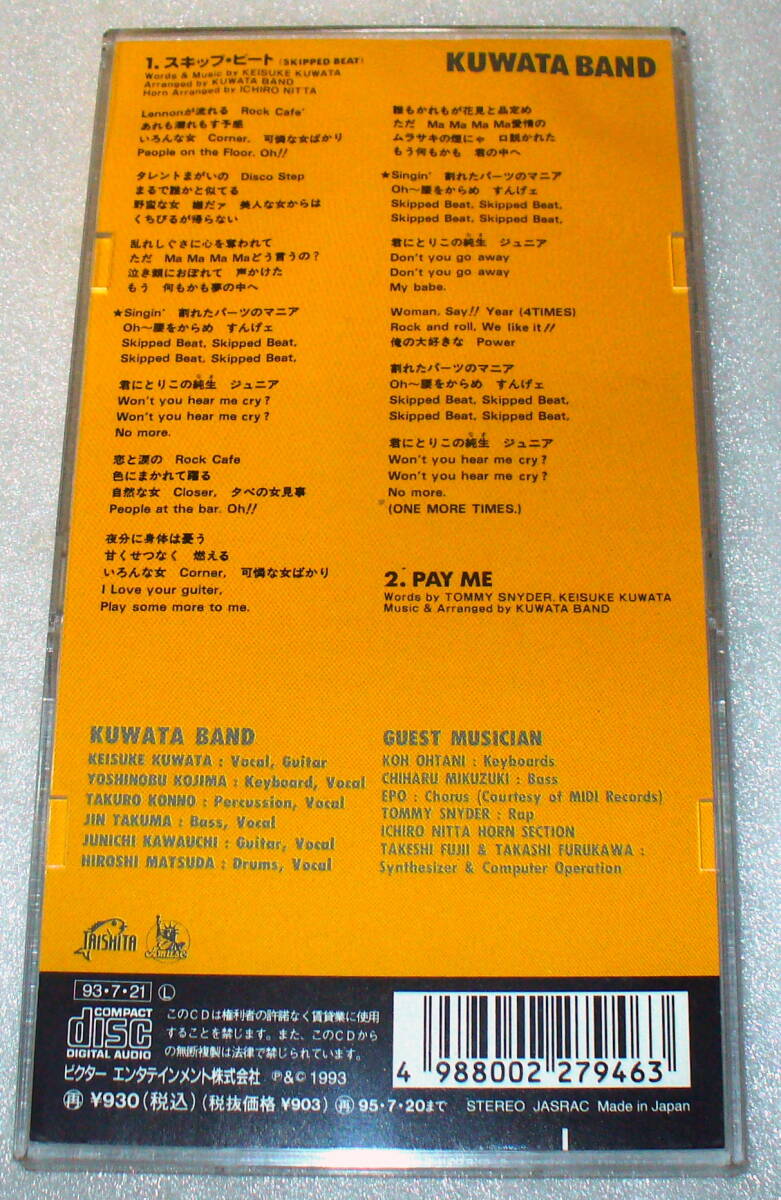 1. スキップ・ビート (SKIPPED BEAT)
Words & Music by KEISUKE KUWATA
Arranged by KUWATA BAND
Horn Arranged by ICHIRO NITTA
KUWATA BAND
Lennonが流れる Rock Cafe'
あれも濡れもす予感
いろんな女 Corner, 可憐な女ばかり
People on the Floor. Oh!!
タレントまがいの Disco Step
まるで誰かと似てる
野蛮な女 嫌だァ 美人な女からは
くちびるが帰らない
乱れしぐさに心を奪われて
ただ Ma Ma Ma Maどう言うの?
泣き顔におぼれて 声かけた
もう 何もかも夢の中へ
★Singin' 割れたパーツのマニア
Oh〜腰をからめ すんげェ
Skipped Beat, Skipped Beat,
Skipped Beat, Skipped Beat,
君にとりこの純生 ジュニア
Won't you hear me cry?
Won't you hear me cry?
No more.
恋と涙の Rock Cafe
色にまかれて踊る
自然な女 Closer, 夕べの女見事
People at the bar. Oh!!
夜分に身体は憂う
甘くせつなく 燃える
いろんな女 Corner, 可憐な女ばかり
I Love your guiter,
Play some more to me.
誰もかれもが花見と品定め
ただ Ma Ma Ma Ma愛情の
ムラサキの煙にゃ 口説かれた
もう何もかも 君の中へ
★Singin' 割れたパーツのマニア
Oh〜腰をからめ すんげェ
Skipped Beat, Skipped Beat,
Skipped Beat, Skipped Beat,
君にとりこの純生 ジュニア
Don't you go away
Don't you go away
My babe.
Woman, Say!! Year (4TIMES)
Rock and roll, We like it!!
俺の大好きな Power
割れたパーツのマニア
Oh〜腰をからめ すんげェ
Skipped Beat, Skipped Beat,
Skipped Beat, Skipped Beat,
君にとりこの純生 ジュニア
Won't you hear me cry?
Won't you hear me cry?
No more.
(ONE MORE TIMES.)
2. PAY ME
Words by TOMMY SNYDER, KEISUKE KUWATA
Music & Arranged by KUWATA BAND
KUWATA BAND
KEISUKE KUWATA : Vocal, Guitar
YOSHINOBU KOJIMA : Keyboard, Vocal
TAKURO KONNO : Percussion, Vocal
JIN TAKUMA : Bass, Vocal
JUNICHI KAWAUCHI : Guitar, Vocal
HIROSHI MATSUDA : Drums, Vocal
GUEST MUSICIAN
KOH OHTANI : Keyboards
CHIHARU MIKUZUKI : Bass
EPO : Chorus (Courtesy of MIDI Records)
TOMMY SNYDER : Rap
ICHIRO NITTA HORN SECTION
TAKESHI FUJII & TAKASHI FURUKAWA :
Synthesizer & Computer Operation
TAISHITA
Amuse
93・7・21 Ⓛ
COMPACT
disc
DIGITAL AUDIO
このCDは権利者の許諾なく賃貸業に使用
することを禁じます。また、このCDから
の無断複製は法律で禁じられています。
ビクター エンタテインメント株式会社 ℗&© 1993
4 988002 279463
㊢ ¥930(税込)(税抜価格 ¥903) ㊢ 95・7・20まで STEREO JASRAC Made in Japan